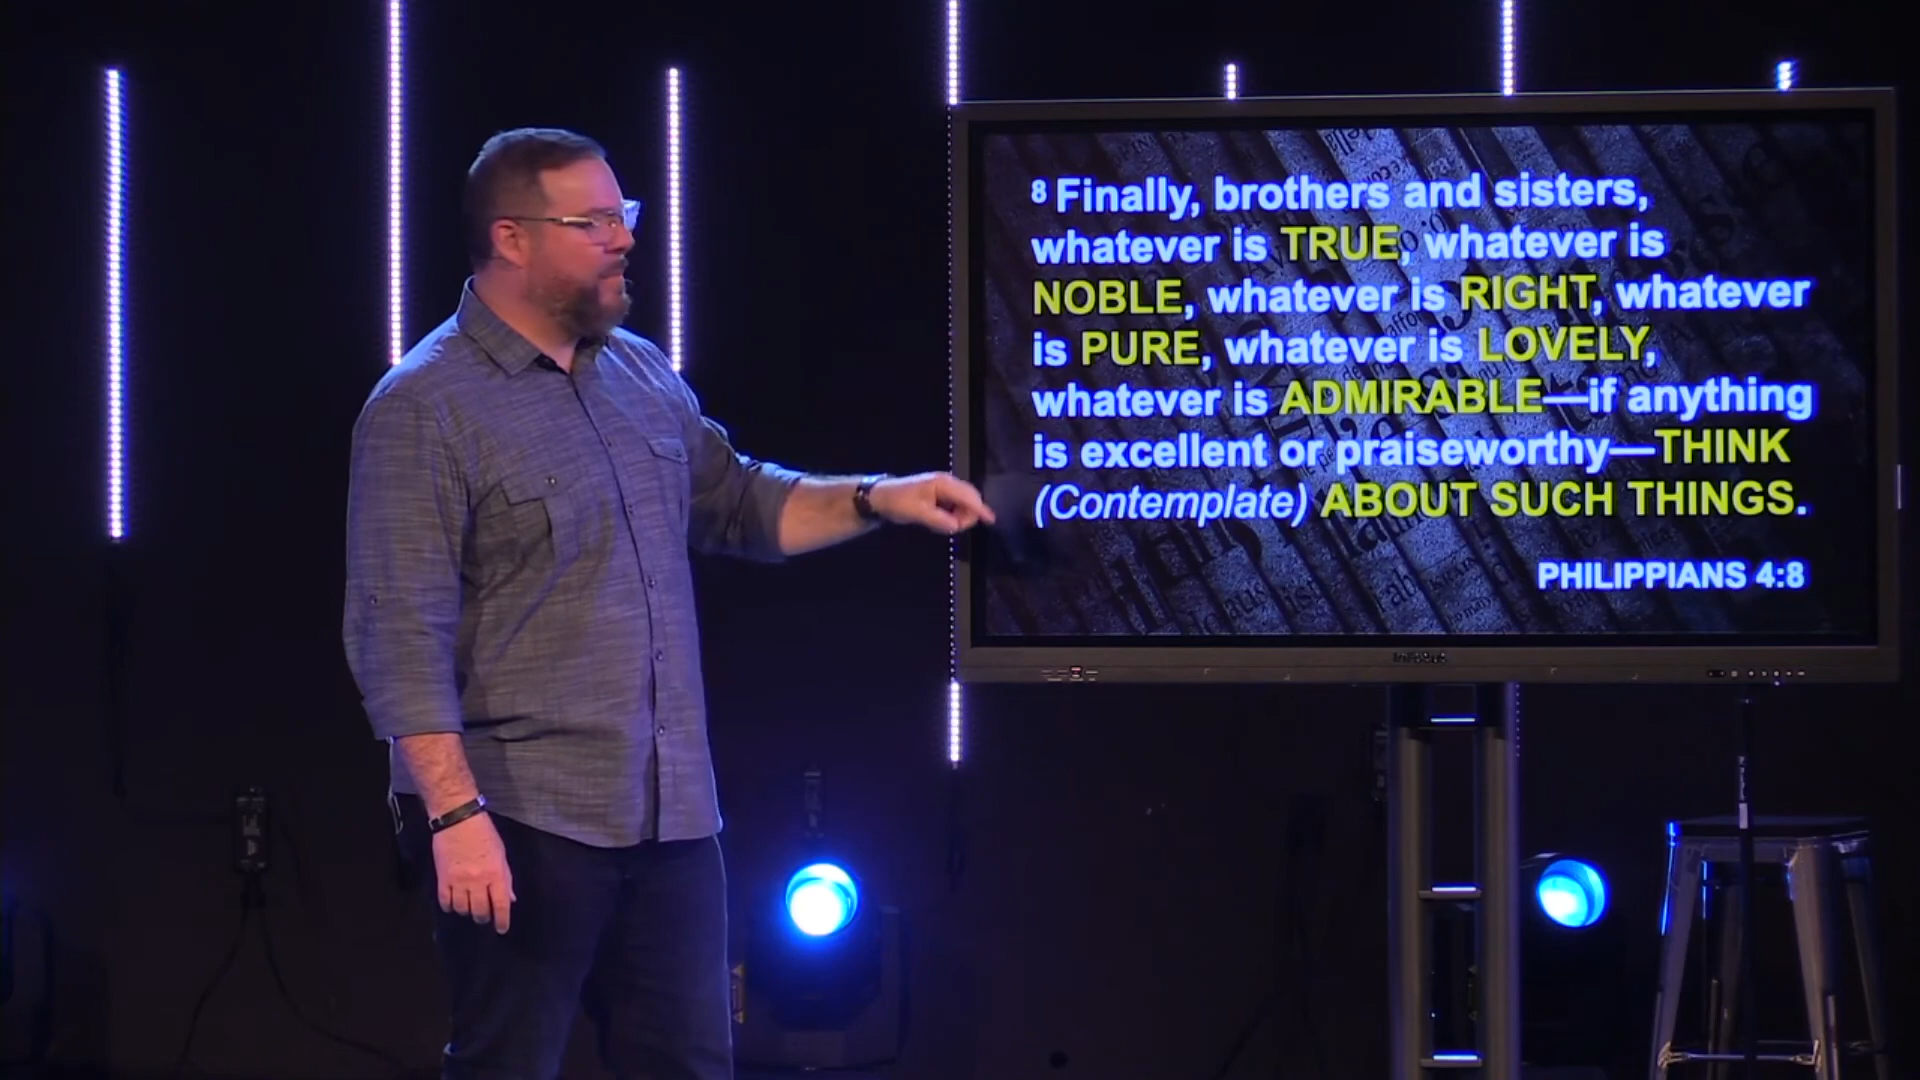 8 Finally, brothers and sisters,
whatever is TRUE, whatever is
NOBLE, whatever is RIGHT, whatever
is PURE, whatever is LOVELY,
whatever is ADMIRABLE—if anything
is excellent or praiseworthy—THINK
(Contemplate) ABOUT SUCH THINGS.
PHILIPPIANS 4:8